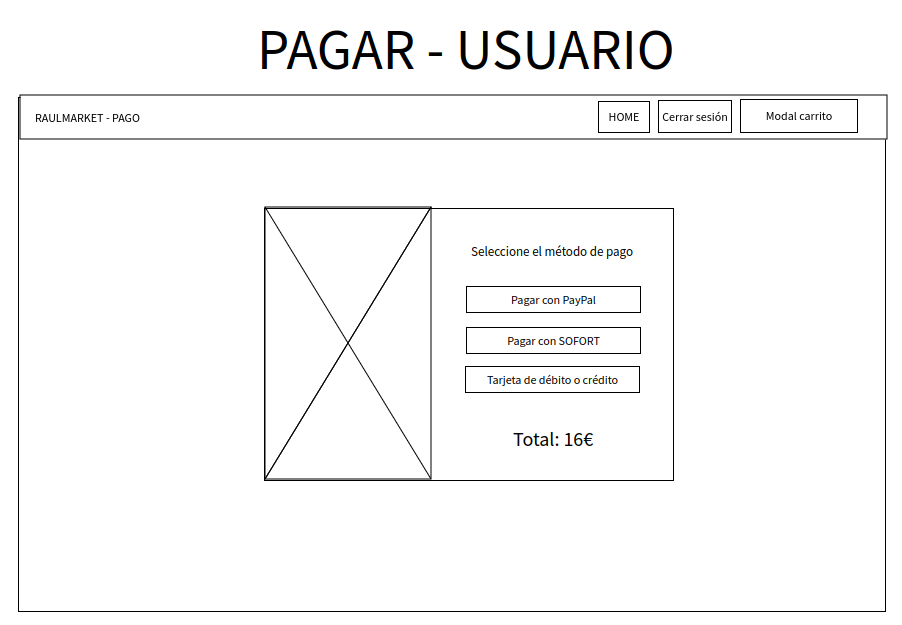 PAGAR - USUARIO
RAULMARKET - PAGO
HOME
Cerrar sesión
Modal carrito
Seleccione el método de pago
Pagar con PayPal
Pagar con SOFORT
Tarjeta de débito o crédito
Total: 16€